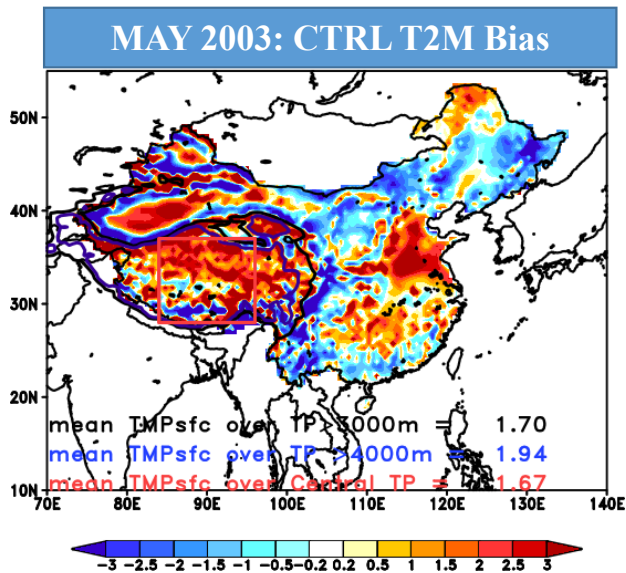 MAY 2003: CTRL T2M Bias
50N
40N
30N
20N
10N
mean TMPsfc over TP>3000m = 1.70
mean TMPsfc over TP >4000m = 1.94
mean TMPsfc over Central TP = 1.67
70E 80E 90E 100E 110E 120E 130E 140E
-3 -2.5 -2 -1.5 -1 -0.5 -0.2 0.2 0.5 1 1.5 2 2.5 3